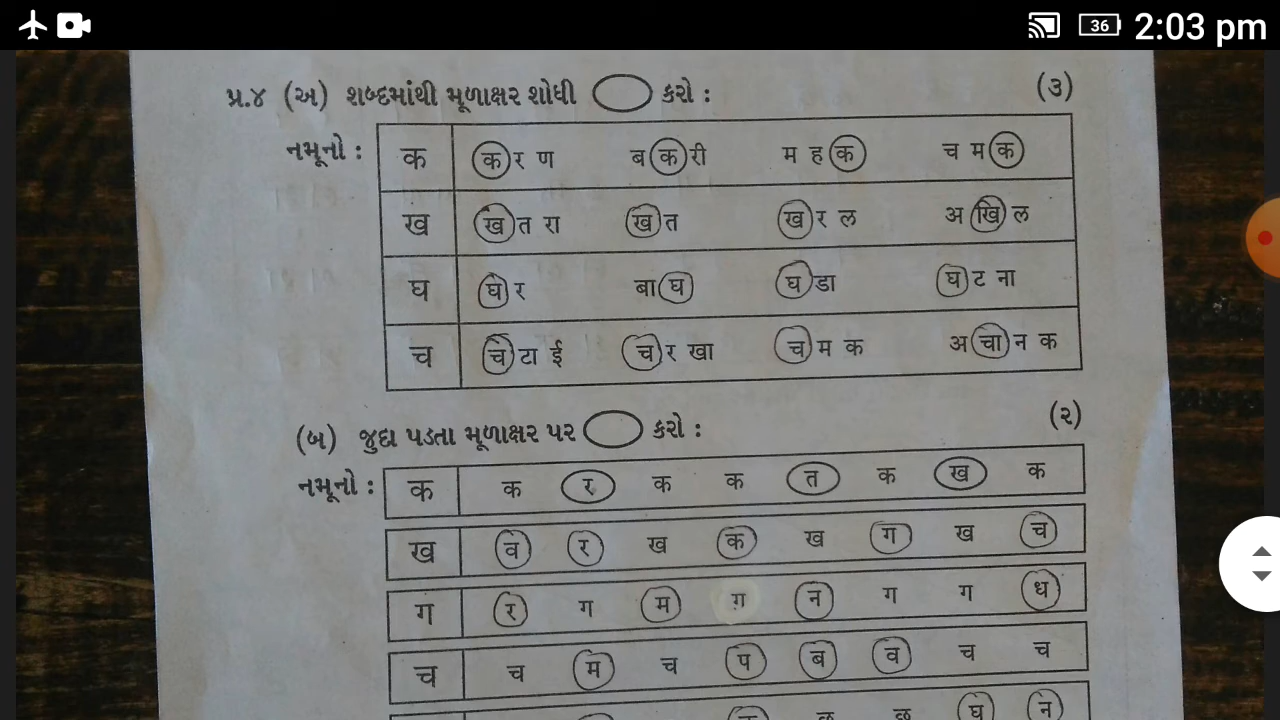 36 2:03 pm
પ્ર.૪ (અ) શબ્દમાંથી મૂળાક્ષર શોધી કરો : (૩)
નમૂનો : क क र ण ब क री म ह क च म क
ख ख त रा ख त ख र ल अ खि ल
घ घ र बा घ घ डा घ ट ना
च च टा ई च र खा च म क अ चा न क
(બ) જુદા પડતા મૂળાક્ષર પર કરો : (૨)
નમૂનો : क क र क क त क ख क
ख व र ख क ख ग ख च
ग र ग म ग न ग ग ध
च च म च प ब व च च
घ न